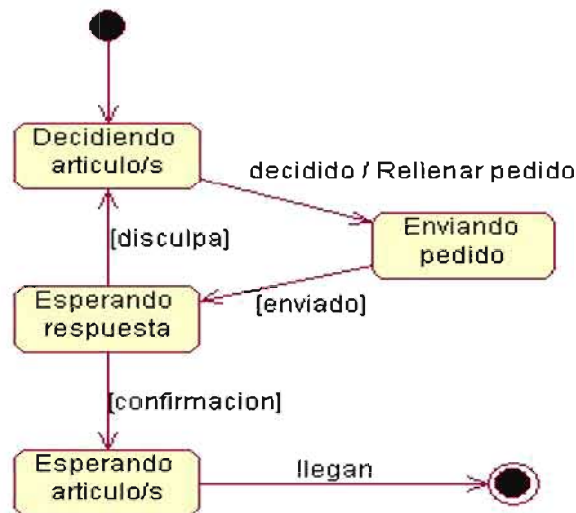 Decidiendo
articulo/s
decidido / Rellenar pedido
Enviando
pedido
[disculpa]
[enviado]
Esperando
respuesta
[confirmacion]
Esperando
articulo/s
llegan